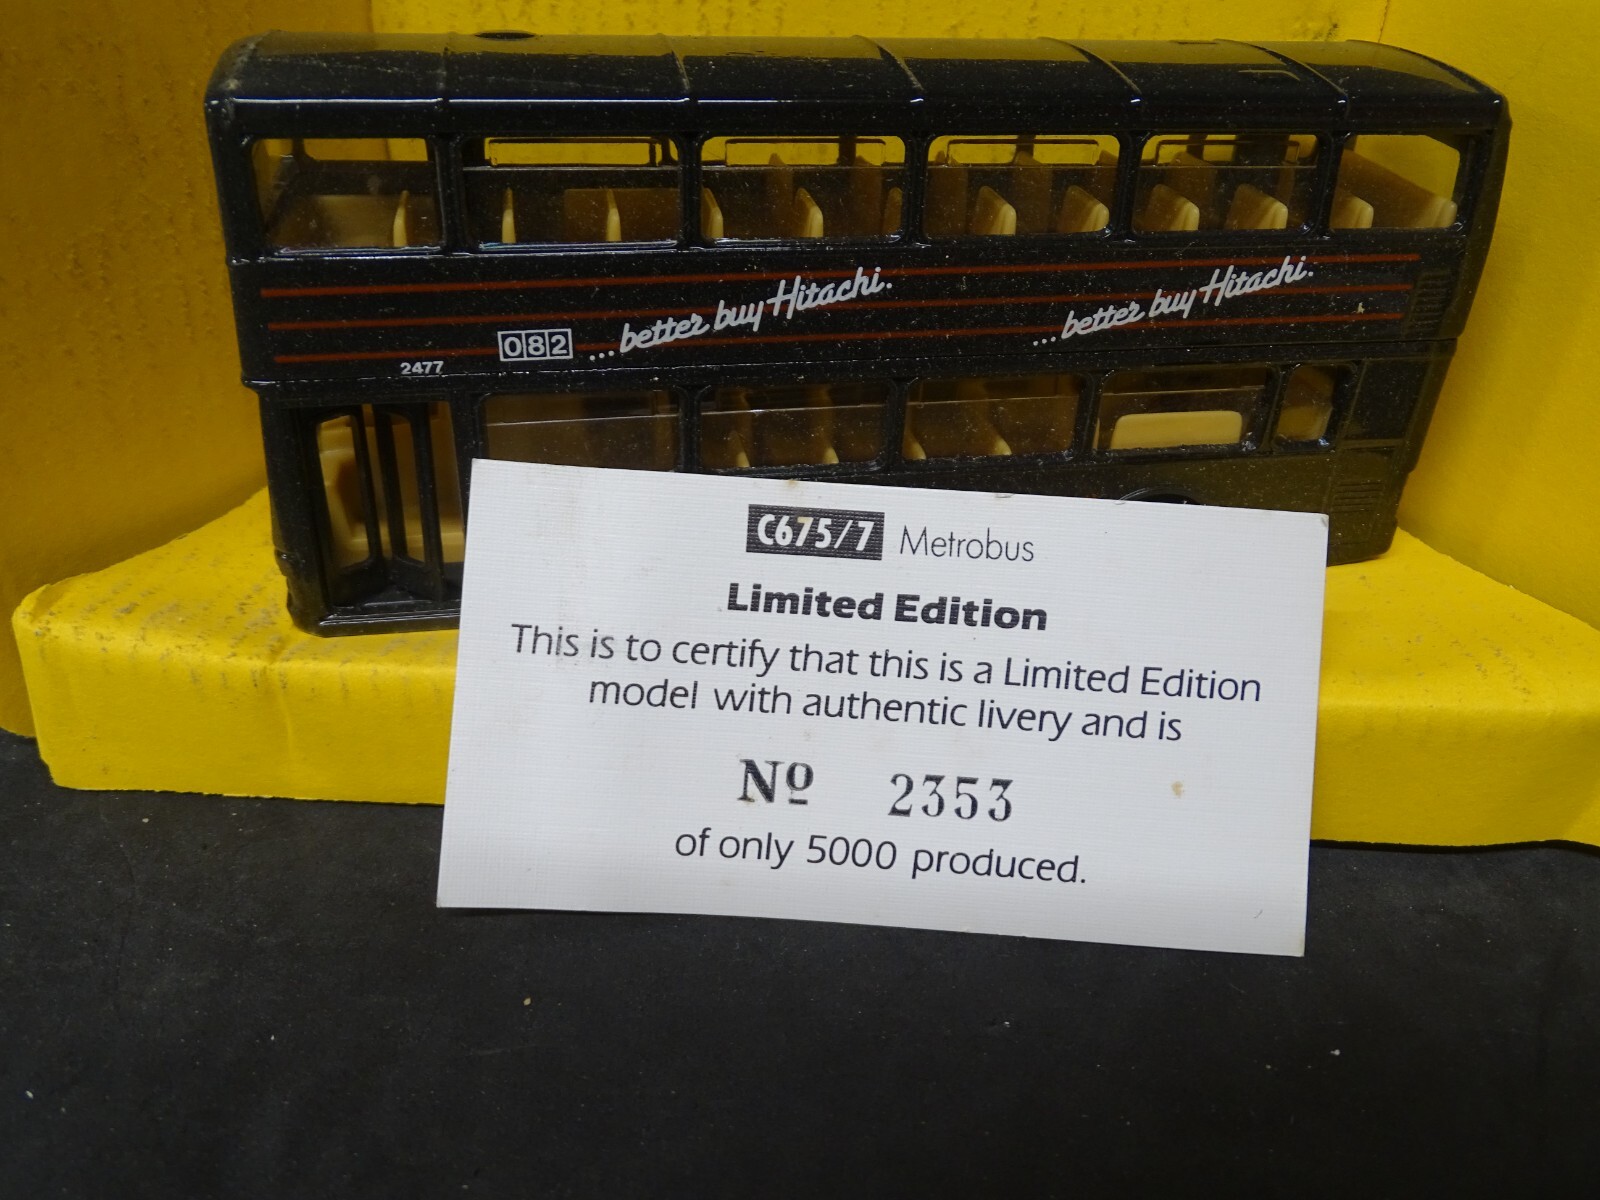 ...better buy Hitachi.
...better buy Hitachi.
082
2477
C675/7 Metrobus
Limited Edition
This is to certify that this is a Limited Edition
model with authentic livery and is
Nº 2353
of only 5000 produced.